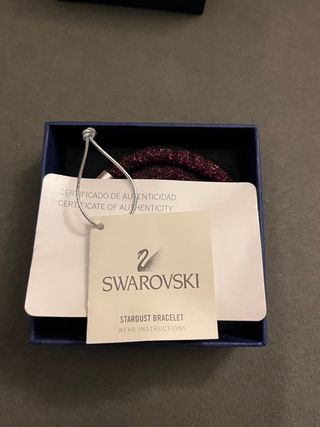 CERTIFICADO DE AUTENTICIDAD
CERTIFICATE OF AUTHENTICITY
SWAROVSKI
STARDUST BRACELET
WEAR INSTRUCTIONS